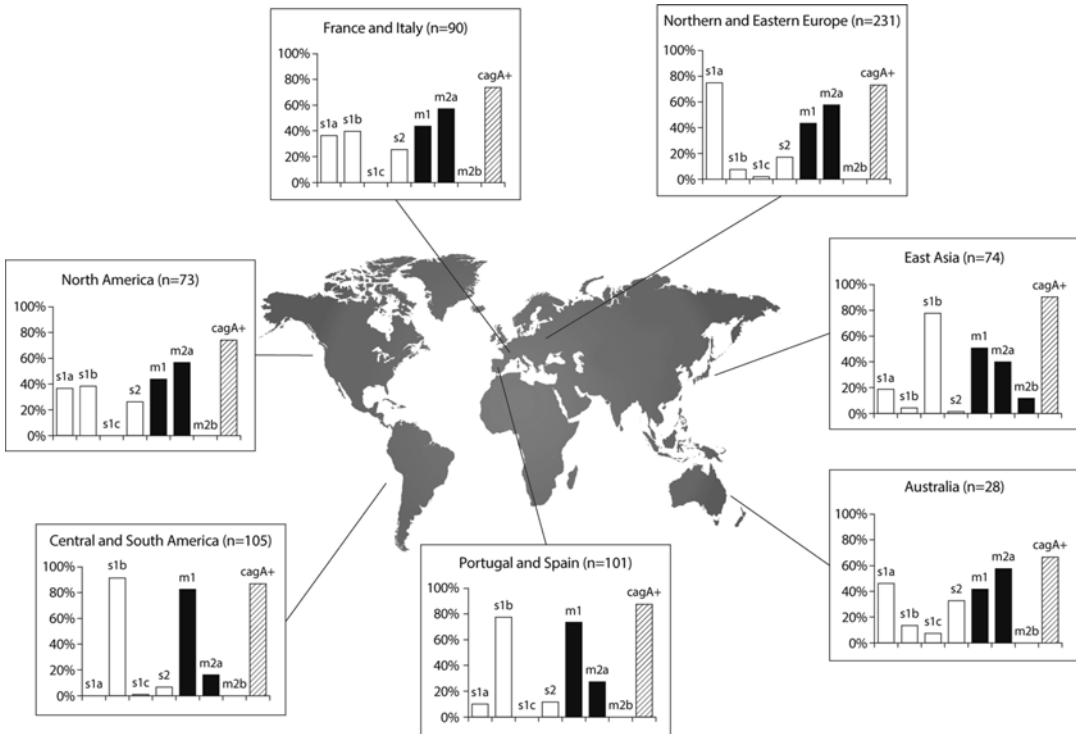 France and Italy (n=90)
100%
80%
60%
40%
20%
0%
s1a
s1b
s1c
s2
m1
m2a
m2b
cagA+
Northern and Eastern Europe (n=231)
100%
80%
60%
40%
20%
0%
s1a
s1b
s1c
s2
m1
m2a
m2b
cagA+
North America (n=73)
100%
80%
60%
40%
20%
0%
s1a
s1b
s1c
s2
m1
m2a
m2b
cagA+
East Asia (n=74)
100%
80%
60%
40%
20%
0%
s1a
s1b
s1b
s2
m1
m2a
m2b
cagA+
Central and South America (n=105)
100%
80%
60%
40%
20%
0%
s1a
s1b
s1c
s2
m1
m2a
m2b
cagA+
Portugal and Spain (n=101)
100%
80%
60%
40%
20%
0%
s1a
s1b
s1c
s2
m1
m2a
m2b
cagA+
Australia (n=28)
100%
80%
60%
40%
20%
0%
s1a
s1b
s1c
s2
m1
m2a
m2b
cagA+